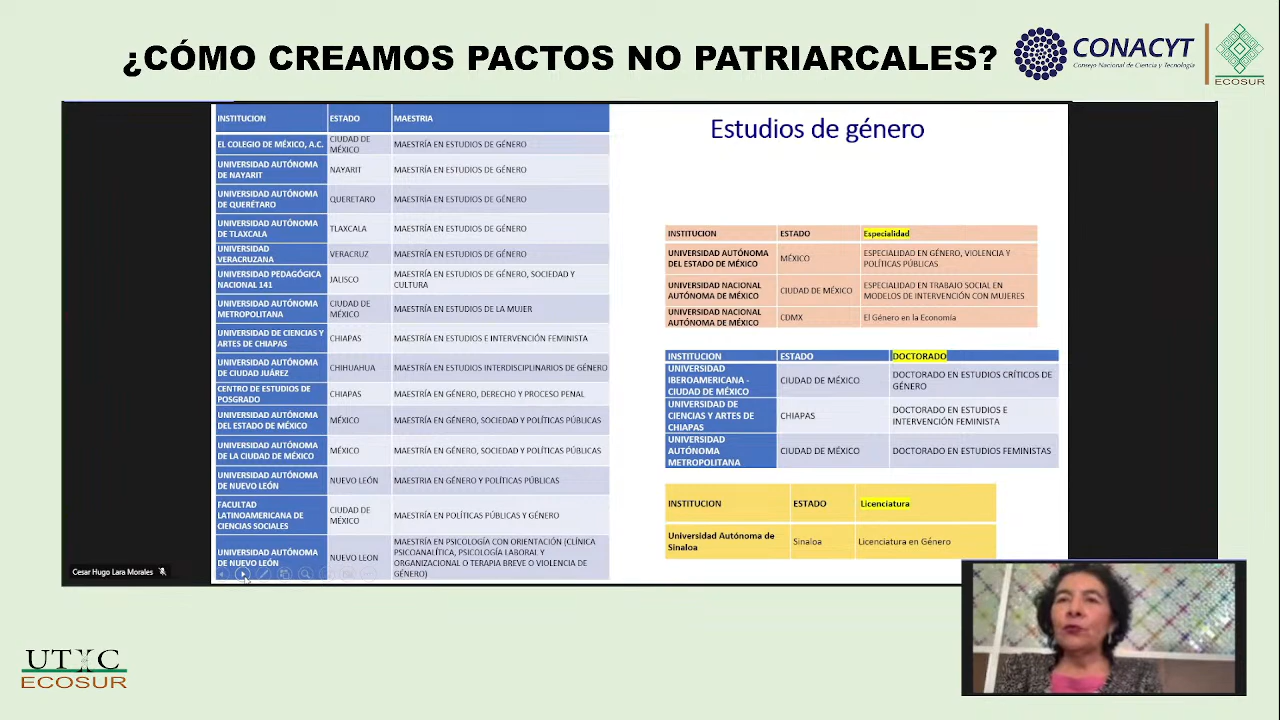 ¿CÓMO CREAMOS PACTOS NO PATRIARCALES?
CONACYT
Consejo Nacional de Ciencia y Tecnología
ECOSUR
INSTITUCION ESTADO MAESTRIA
EL COLEGIO DE MÉXICO, A.C. CIUDAD DE MÉXICO MAESTRÍA EN ESTUDIOS DE GÉNERO
UNIVERSIDAD AUTÓNOMA DE NAYARIT NAYARIT MAESTRÍA EN ESTUDIOS DE GÉNERO
UNIVERSIDAD AUTÓNOMA DE QUERÉTARO QUERETARO MAESTRÍA EN ESTUDIOS DE GÉNERO
UNIVERSIDAD AUTÓNOMA DE TLAXCALA TLAXCALA MAESTRÍA EN ESTUDIOS DE GÉNERO
UNIVERSIDAD VERACRUZANA VERACRUZ MAESTRÍA EN ESTUDIOS DE GÉNERO
UNIVERSIDAD PEDAGÓGICA NACIONAL 141 JALISCO MAESTRÍA EN ESTUDIOS DE GÉNERO, SOCIEDAD Y CULTURA
UNIVERSIDAD AUTÓNOMA METROPOLITANA CIUDAD DE MÉXICO MAESTRÍA EN ESTUDIOS DE LA MUJER
UNIVERSIDAD DE CIENCIAS Y ARTES DE CHIAPAS CHIAPAS MAESTRÍA EN ESTUDIOS E INTERVENCIÓN FEMINISTA
UNIVERSIDAD AUTÓNOMA DE CIUDAD JUÁREZ CHIHUAHUA MAESTRÍA EN ESTUDIOS INTERDISCIPLINARIOS DE GÉNERO
CENTRO DE ESTUDIOS DE POSGRADO CHIAPAS MAESTRÍA EN GÉNERO, DERECHO Y PROCESO PENAL
UNIVERSIDAD AUTÓNOMA DEL ESTADO DE MÉXICO MÉXICO MAESTRÍA EN GÉNERO, SOCIEDAD Y POLÍTICAS PÚBLICAS
UNIVERSIDAD AUTÓNOMA DE LA CIUDAD DE MÉXICO MÉXICO MAESTRÍA EN GÉNERO, SOCIEDAD Y POLÍTICAS PÚBLICAS
UNIVERSIDAD AUTÓNOMA DE NUEVO LEÓN NUEVO LEÓN MAESTRIA EN GÉNERO Y POLÍTICAS PÚBLICAS
FACULTAD LATINOAMERICANA DE CIENCIAS SOCIALES CIUDAD DE MÉXICO MAESTRÍA EN POLÍTICAS PÚBLICAS Y GÉNERO
UNIVERSIDAD AUTÓNOMA DE NUEVO LEÓN NUEVO LEON MAESTRÍA EN PSICOLOGÍA CON ORIENTACIÓN (CLÍNICA PSICOANALÍTICA, PSICOLOGÍA LABORAL Y ORGANIZACIONAL O TERAPIA BREVE O VIOLENCIA DE GÉNERO)
Estudios de género
INSTITUCION ESTADO Especialidad
UNIVERSIDAD AUTÓNOMA DEL ESTADO DE MÉXICO MÉXICO ESPECIALIDAD EN GÉNERO, VIOLENCIA Y POLÍTICAS PÚBLICAS
UNIVERSIDAD NACIONAL AUTÓNOMA DE MÉXICO CIUDAD DE MÉXICO ESPECIALIDAD EN TRABAJO SOCIAL EN MODELOS DE INTERVENCIÓN CON MUJERES
UNIVERSIDAD NACIONAL AUTÓNOMA DE MÉXICO CDMX El Género en la Economía
INSTITUCION ESTADO DOCTORADO
UNIVERSIDAD IBEROAMERICANA - CIUDAD DE MÉXICO CIUDAD DE MÉXICO DOCTORADO EN ESTUDIOS CRÍTICOS DE GÉNERO
UNIVERSIDAD DE CIENCIAS Y ARTES DE CHIAPAS CHIAPAS DOCTORADO EN ESTUDIOS E INTERVENCIÓN FEMINISTA
UNIVERSIDAD AUTÓNOMA METROPOLITANA CIUDAD DE MÉXICO DOCTORADO EN ESTUDIOS FEMINISTAS
INSTITUCION ESTADO Licenciatura
Universidad Autónoma de Sinaloa Sinaloa Licenciatura en Género
Cesar Hugo Lara Morales
UTYC
ECOSUR